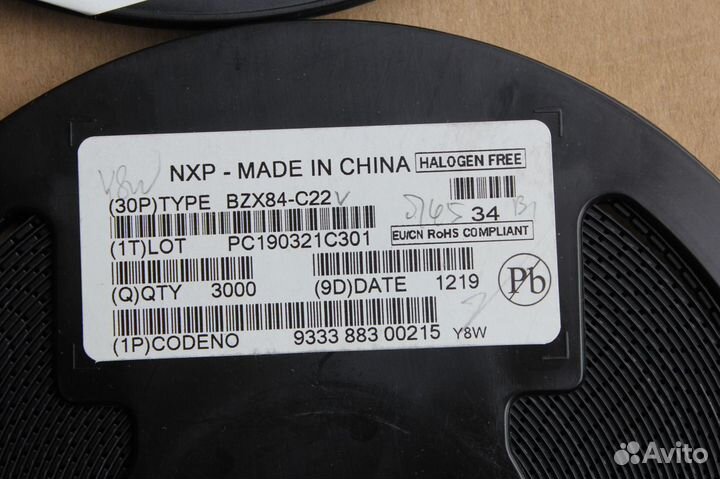 NXP - MADE IN CHINA HALOGEN FREE
Y8W
(30P)TYPE BZX84-C22 V
34
(1T)LOT PC190321C301 EU/CN RoHS COMPLIANT
(Q)QTY 3000 (9D)DATE 1219 Pb
(1P)CODENO 9333 883 00215 Y8W
Avito